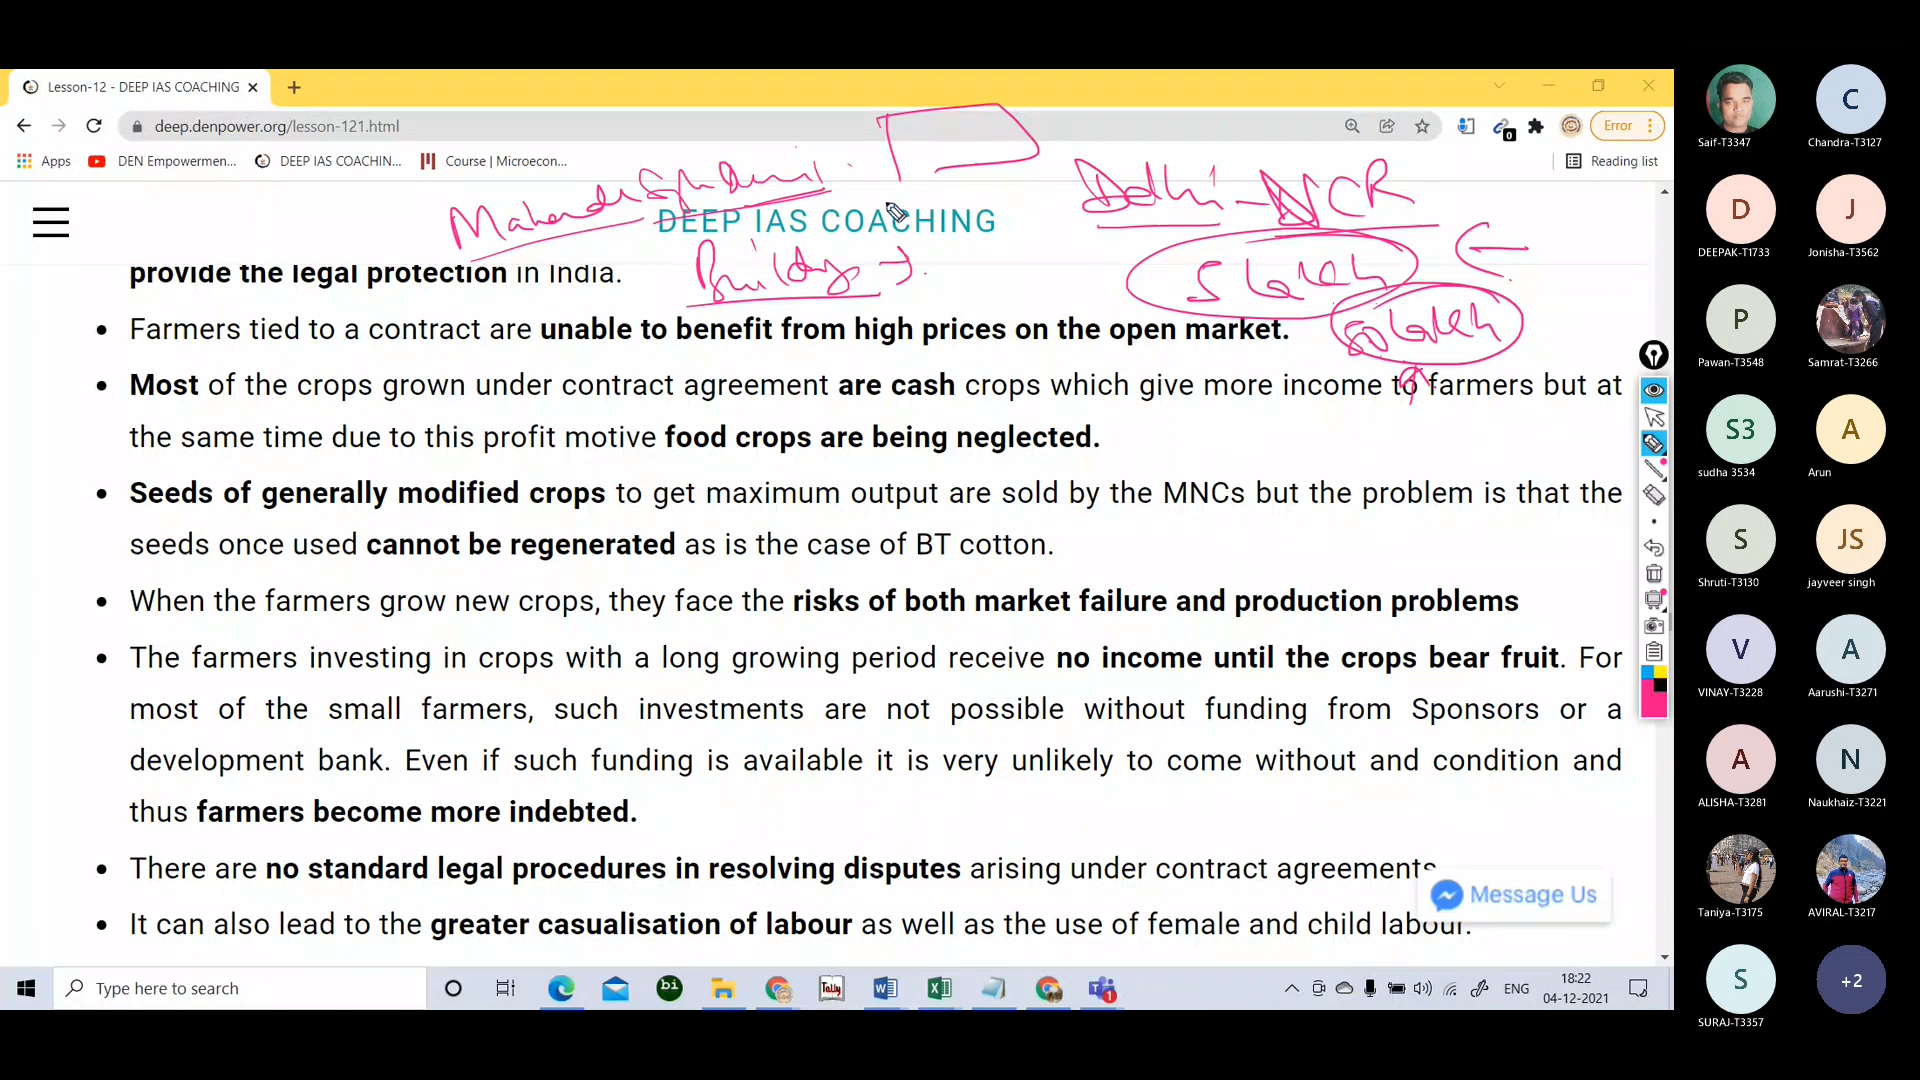 Lesson-12 - DEEP IAS COACHING
deep.denpower.org/lesson-121.html
0
Error
Apps
DEN Empowermen...
DEEP IAS COACHIN...
Course | Microecon...
Reading list
DEEP IAS COACHING
Delhi - NCR
5 Lakh
50 Lakh
provide the legal protection in India.
Farmers tied to a contract are unable to benefit from high prices on the open market.
Most of the crops grown under contract agreement are cash crops which give more income to farmers but at
the same time due to this profit motive food crops are being neglected.
Seeds of generally modified crops to get maximum output are sold by the MNCs but the problem is that the
seeds once used cannot be regenerated as is the case of BT cotton.
When the farmers grow new crops, they face the risks of both market failure and production problems
The farmers investing in crops with a long growing period receive no income until the crops bear fruit. For
most of the small farmers, such investments are not possible without funding from Sponsors or a
development bank. Even if such funding is available it is very unlikely to come without and condition and
thus farmers become more indebted.
There are no standard legal procedures in resolving disputes arising under contract agreements
It can also lead to the greater casualisation of labour as well as the use of female and child labour.
Message Us
Type here to search
bi
Tally
1
ENG
18:22
04-12-2021
Saif-T3347
C
Chandra-T3127
D
DEEPAK-T1733
J
Jonisha-T3562
P
Pawan-T3548
Samrat-T3266
S3
sudha 3534
A
Arun
S
Shruti-T3130
JS
jayveer singh
V
VINAY-T3228
A
Aarushi-T3271
A
ALISHA-T3281
N
Naukhaiz-T3221
Taniya-T3175
AVIRAL-T3217
S
SURAJ-T3357
+2